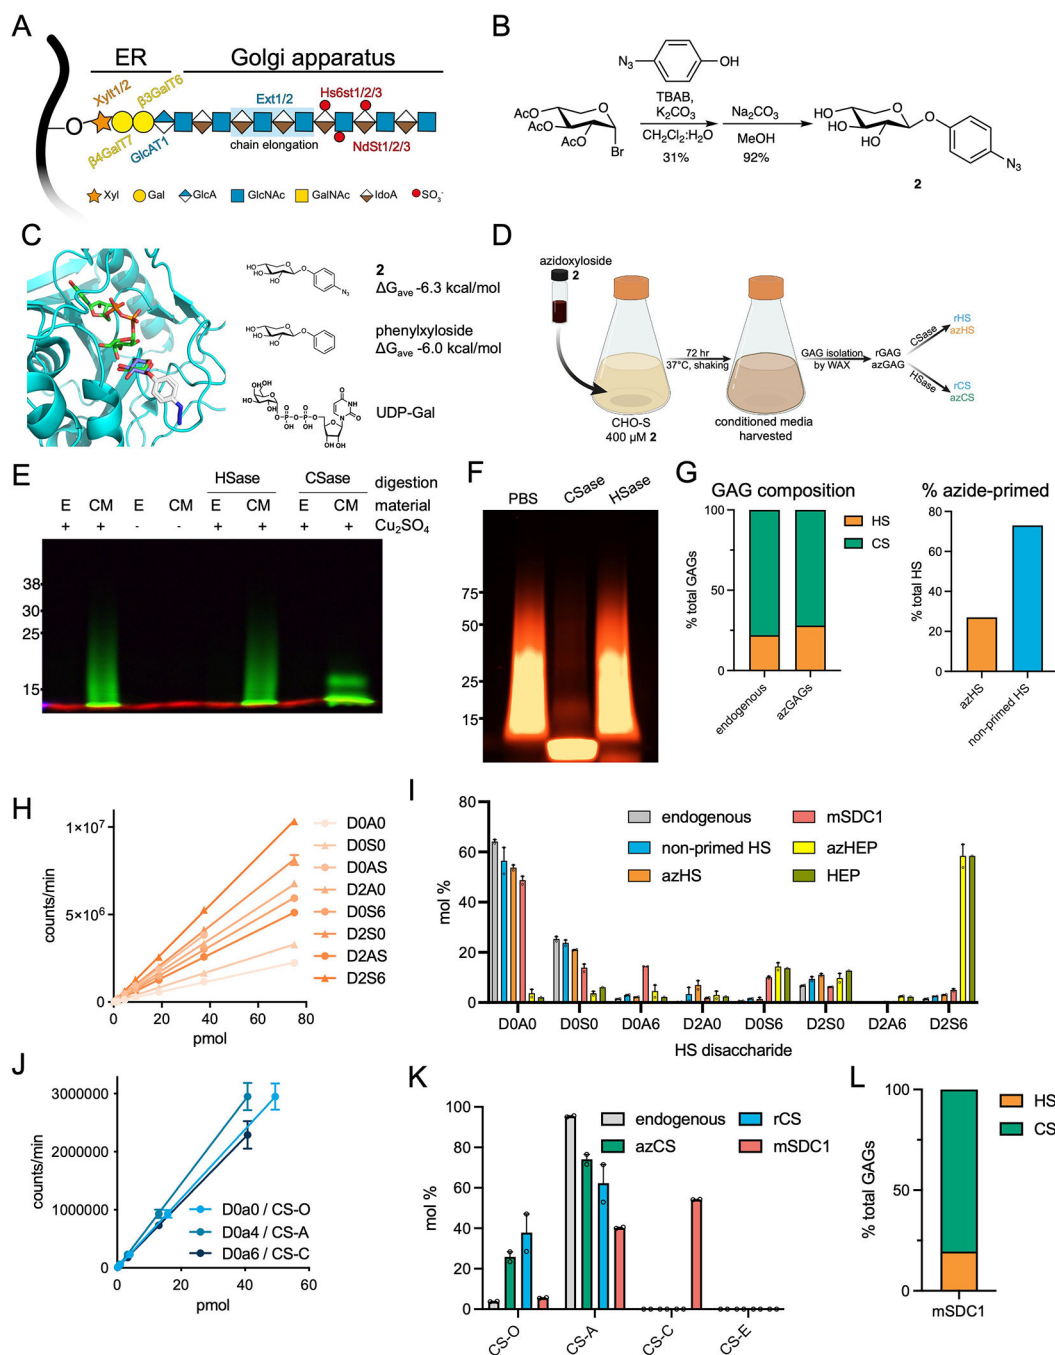 A
ER
Golgi apparatus
Xylt1/2
β3GalT6
Ext1/2
Hs6st1/2/3
O
β4GalT7
GlcAT1
chain elongation
NdSt1/2/3
Xyl
Gal
GlcA
GlcNAc
GalNAc
IdoA
SO3-
B
N3
OH
TBAB,
K2CO3
CH2Cl2:H2O
31%
Na2CO3
MeOH
92%
AcO
AcO
AcO
O
Br
HO
HO
HO
O
O
N3
2
C
2
ΔGave -6.3 kcal/mol
phenylxyloside
ΔGave -6.0 kcal/mol
UDP-Gal
D
azidoxyloside
2
72 hr
37°C, shaking
GAG isolation
by WAX
rGAG
azGAG
CSase
HSase
rHS
azHS
rCS
azCS
CHO-S
400 µM 2
conditioned media
harvested
E
HSase
CSase
digestion
E CM E CM E CM E CM material
+ + - - + + + + Cu2SO4
38
30
25
15
F
PBS
CSase
HSase
75
50
25
15
G
GAG composition
HS
CS
% total GAGs
100
50
0
endogenous
azGAGs
% azide-primed
% total HS
80
60
40
20
0
azHS
non-primed HS
H
counts/min
1×10^7
5×10^6
0
0 20 40 60 80
pmol
D0A0
D0S0
D0AS
D2A0
D0S6
D2S0
D2AS
D2S6
I
mol %
80
60
40
20
0
endogenous
non-primed HS
azHS
mSDC1
azHEP
HEP
D0A0 D0S0 D0A6 D2A0 D0S6 D2S0 D2A6 D2S6
HS disaccharide
J
counts/min
3000000
2000000
1000000
0
0 20 40 60
pmol
D0a0 / CS-O
D0a4 / CS-A
D0a6 / CS-C
K
mol %
100
80
60
40
20
0
endogenous
azCS
rCS
mSDC1
CS-O
CS-A
CS-C
CS-E
L
% total GAGs
100
50
0
HS
CS
mSDC1